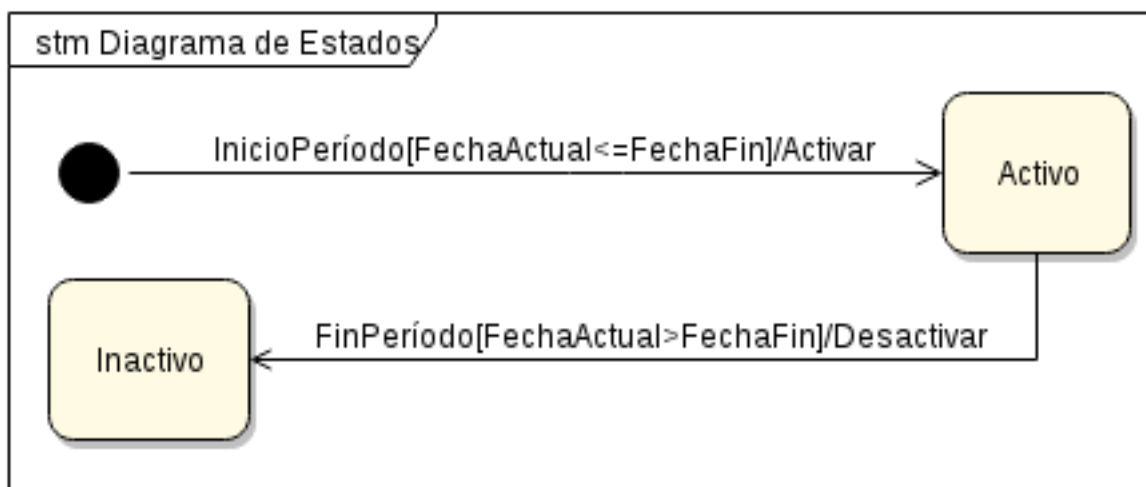 stm Diagrama de Estados
InicioPeríodo[FechaActual<=FechaFin]/Activar
Activo
FinPeríodo[FechaActual>FechaFin]/Desactivar
Inactivo